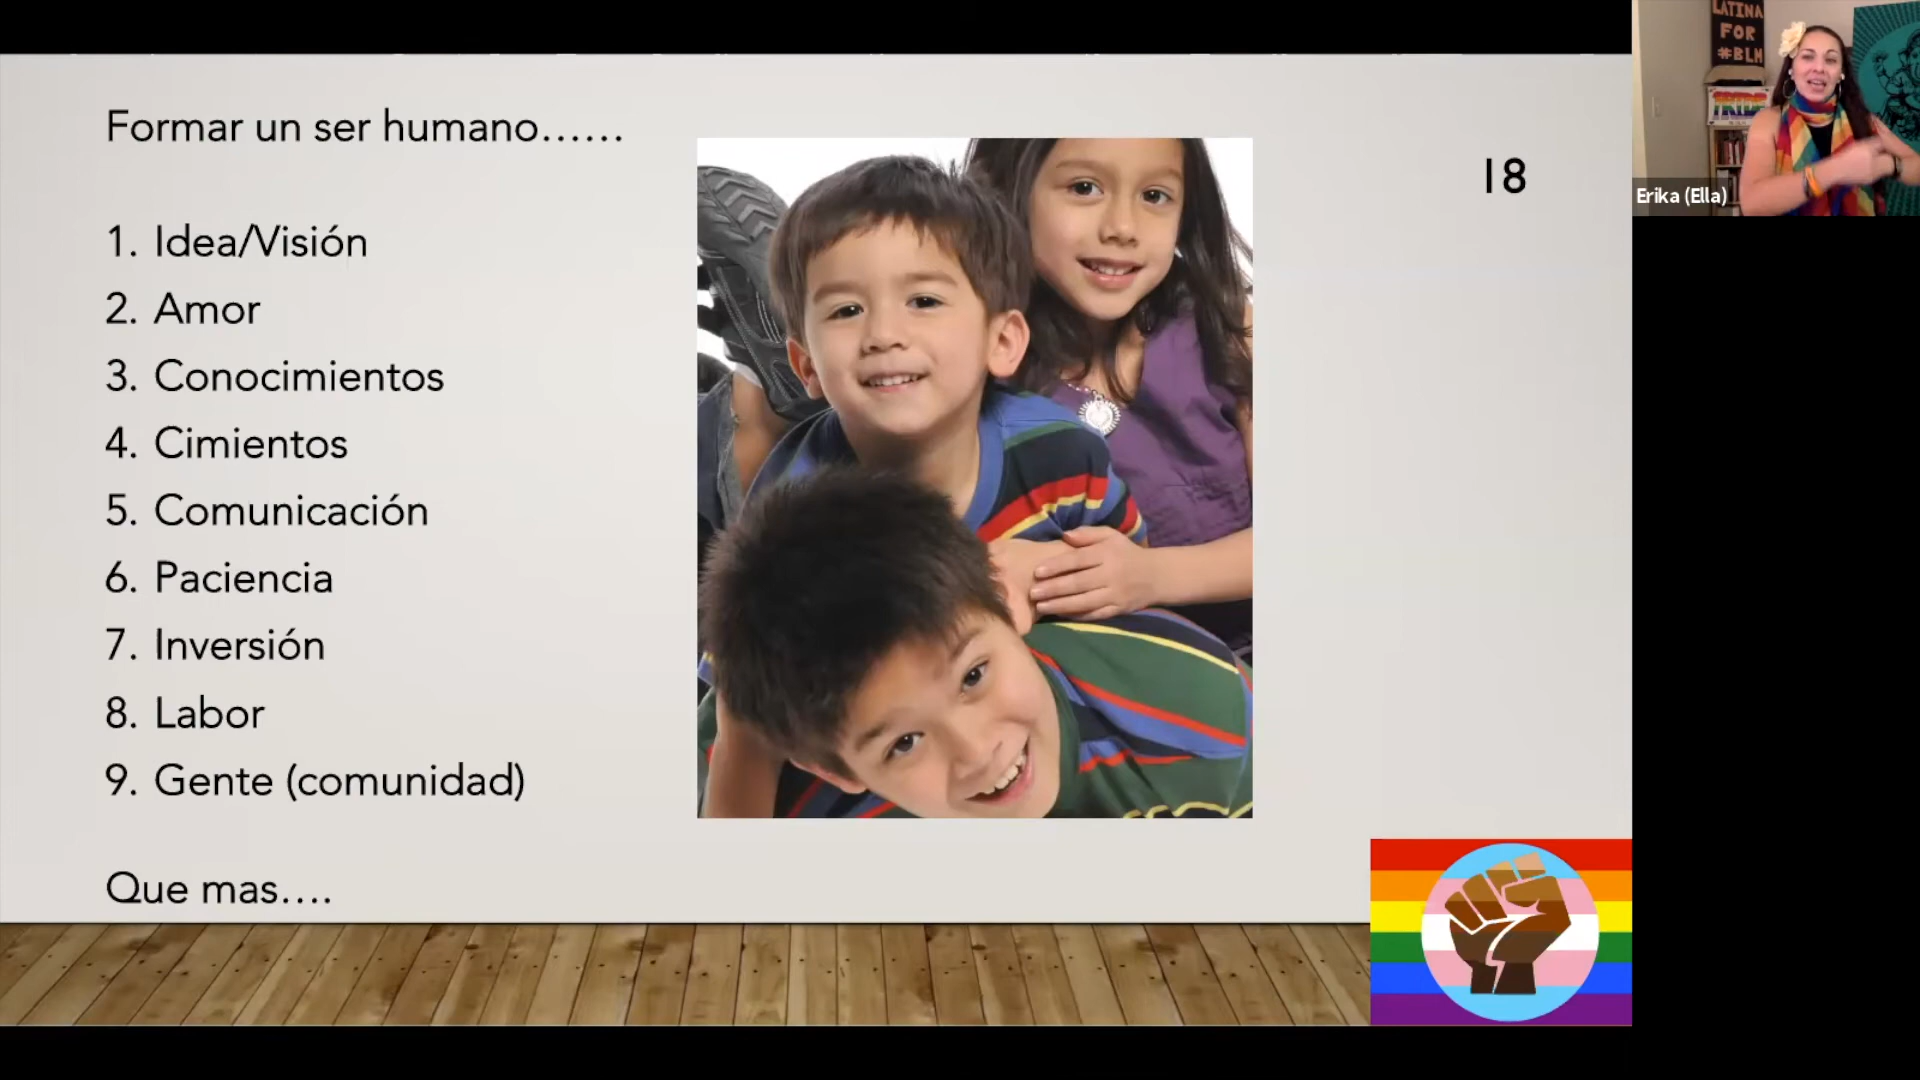 Formar un ser humano……
1. Idea/Visión
2. Amor
3. Conocimientos
4. Cimientos
5. Comunicación
6. Paciencia
7. Inversión
8. Labor
9. Gente (comunidad)
Que mas….
18
LATINA
FOR
#BLM
PRIDE
Erika (Ella)